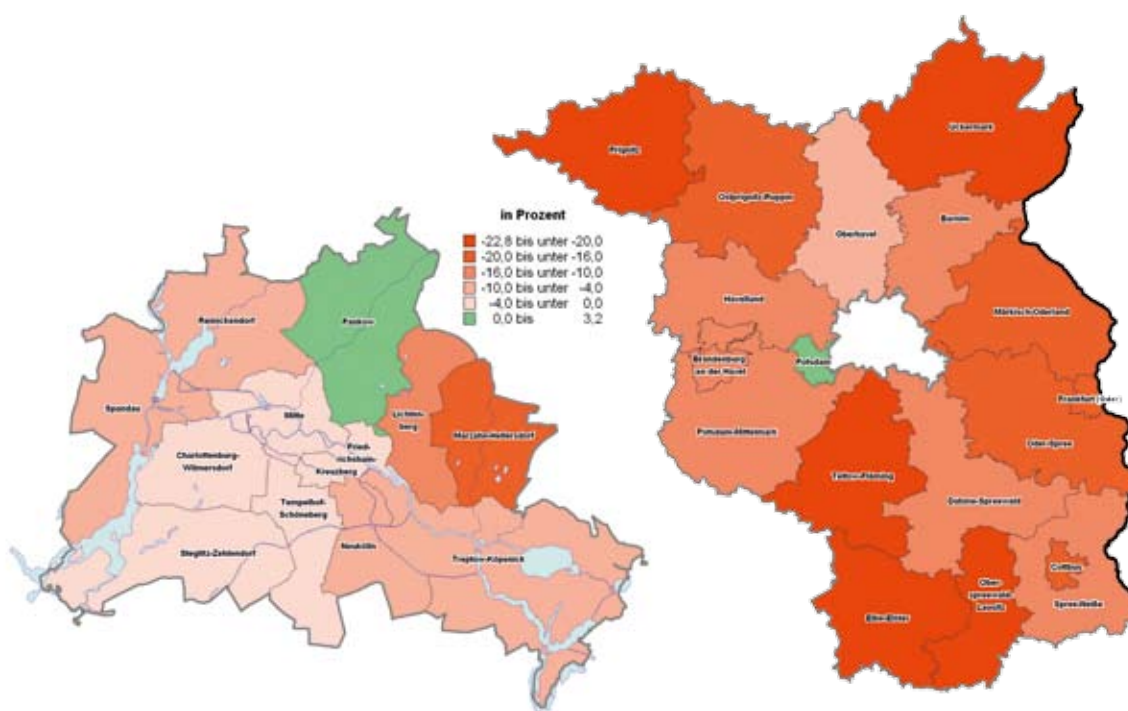 in Prozent
-22,8 bis unter -20,0
-20,0 bis unter -16,0
-16,0 bis unter -10,0
-10,0 bis unter -4,0
-4,0 bis unter 0,0
0,0 bis 3,2
Reinickendorf
Pankow
Spandau
Mitte
Lichten-
berg
Marzahn-Hellersdorf
Charlottenburg-
Wilmersdorf
Fried-
richshain-
Kreuzberg
Tempelhof-
Schöneberg
Steglitz-Zehlendorf
Neukölln
Treptow-Köpenick
Prignitz
Uckermark
Ostprignitz-Ruppin
Oberhavel
Barnim
Havelland
Märkisch-Oderland
Brandenburg
an der Havel
Potsdam
Frankfurt (Oder)
Potsdam-Mittelmark
Oder-Spree
Teltow-Fläming
Dahme-Spreewald
Cottbus
Ober-
spreewald-
Lausitz
Spree-Neiße
Elbe-Elster